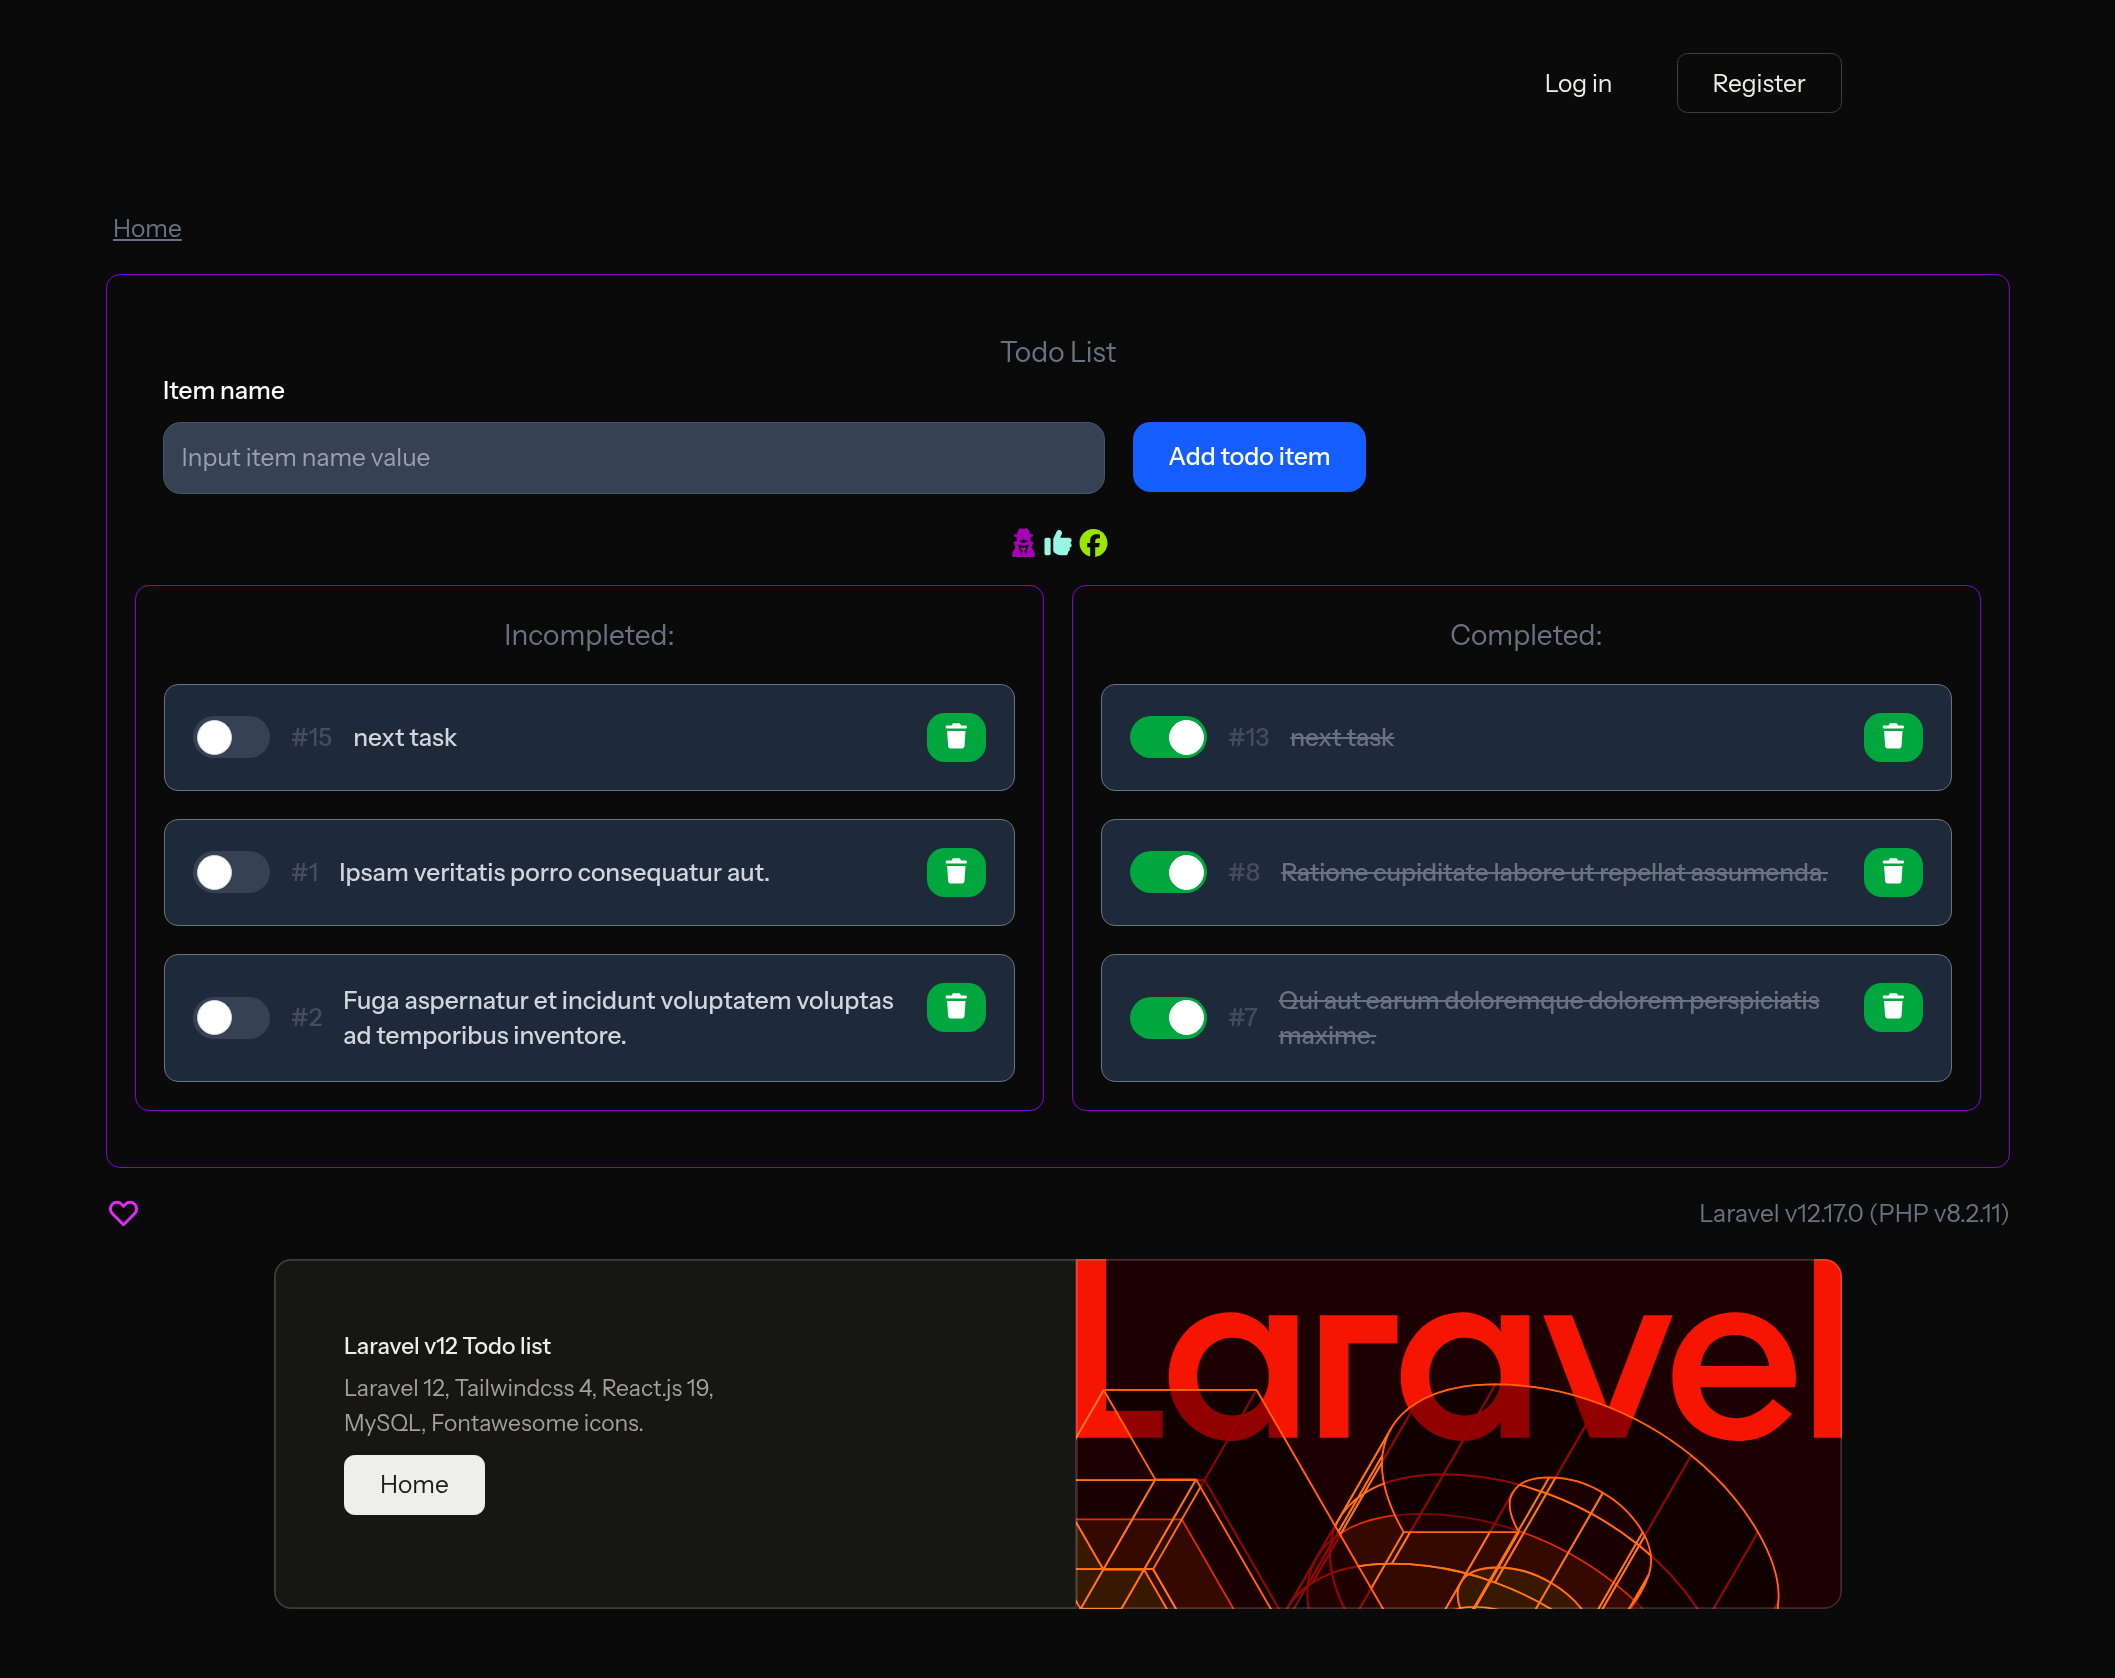 Log in
Register
Home
Todo List
Item name
Input item name value
Add todo item
Incompleted:
#15 next task
#1 Ipsam veritatis porro consequatur aut.
#2 Fuga aspernatur et incidunt voluptatem voluptas
ad temporibus inventore.
Completed:
#13 next task
#8 Ratione cupiditate labore ut repellat assumenda.
#7 Qui aut earum doloremque dolorem perspiciatis
maxime.
Laravel v12.17.0 (PHP v8.2.11)
Laravel v12 Todo list
Laravel 12, Tailwindcss 4, React.js 19,
MySQL, Fontawesome icons.
Home
Laravel